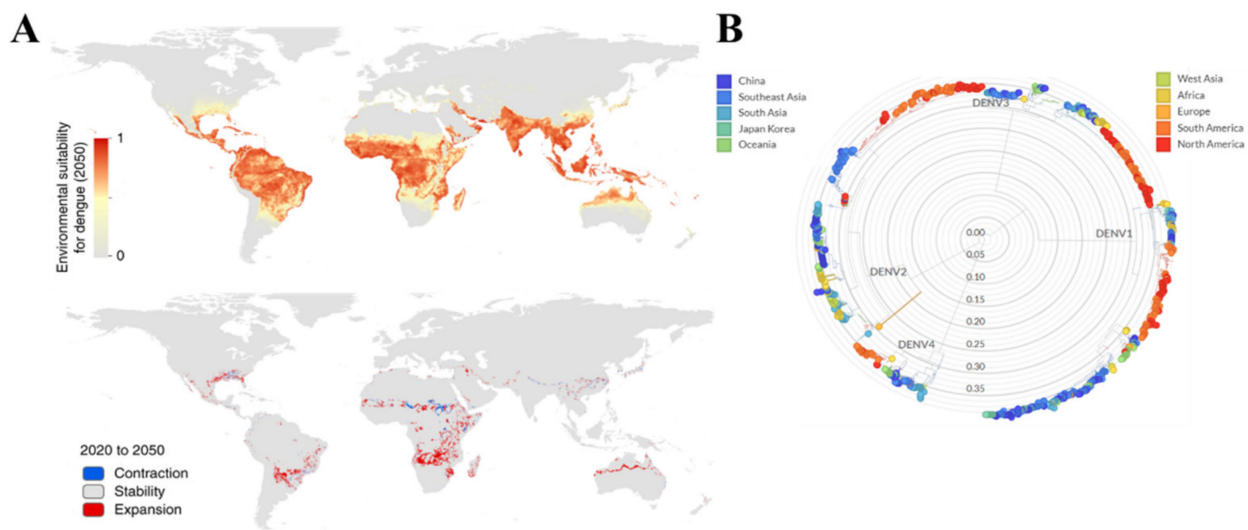 A
Environmental suitability
for dengue (2050)
1
0
2020 to 2050
Contraction
Stability
Expansion
B
China
Southeast Asia
South Asia
Japan Korea
Oceania
West Asia
Africa
Europe
South America
North America
DENV3
DENV1
DENV2
DENV4
0.00
0.05
0.10
0.15
0.20
0.25
0.30
0.35